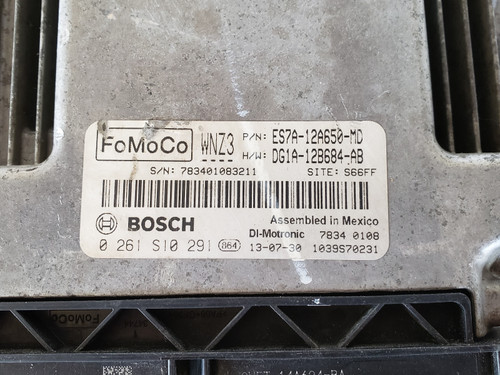 FoMoCo WNZ3 P/N: ES7A-12A650-MD
H/W: DG1A-12B684-AB
S/N: 783401083211 SITE: S66FF
BOSCH Assembled in Mexico
DI-Motronic 7834 0108
0 261 S10 291 864 13-07-30 1039S70231
FoMoCo